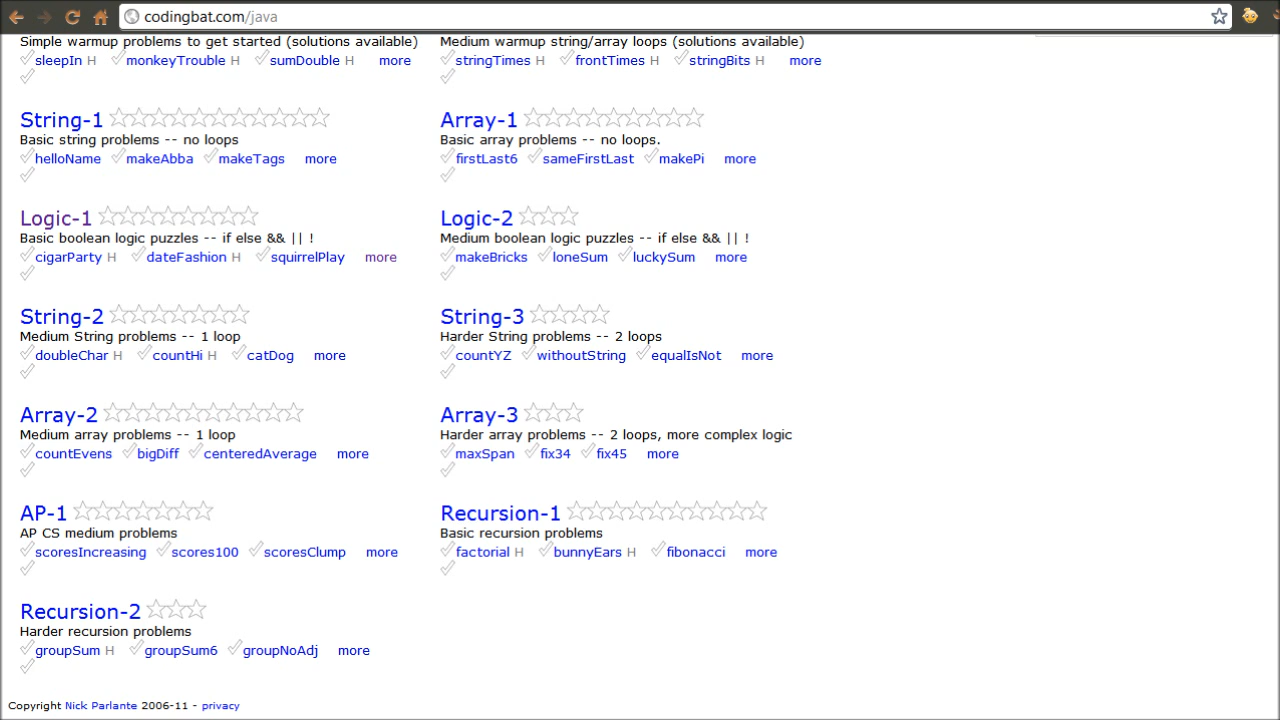 codingbat.com/java
Simple warmup problems to get started (solutions available)
sleepIn H monkeyTrouble H sumDouble H more
Medium warmup string/array loops (solutions available)
stringTimes H frontTimes H stringBits H more
String-1
Basic string problems -- no loops
helloName makeAbba makeTags more
Array-1
Basic array problems -- no loops.
firstLast6 sameFirstLast makePi more
Logic-1
Basic boolean logic puzzles -- if else && || !
cigarParty H dateFashion H squirrelPlay more
Logic-2
Medium boolean logic puzzles -- if else && || !
makeBricks loneSum luckySum more
String-2
Medium String problems -- 1 loop
doubleChar H countHi H catDog more
String-3
Harder String problems -- 2 loops
countYZ withoutString equalIsNot more
Array-2
Medium array problems -- 1 loop
countEvens bigDiff centeredAverage more
Array-3
Harder array problems -- 2 loops, more complex logic
maxSpan fix34 fix45 more
AP-1
AP CS medium problems
scoresIncreasing scores100 scoresClump more
Recursion-1
Basic recursion problems
factorial H bunnyEars H fibonacci more
Recursion-2
Harder recursion problems
groupSum H groupSum6 groupNoAdj more
Copyright Nick Parlante 2006-11 - privacy